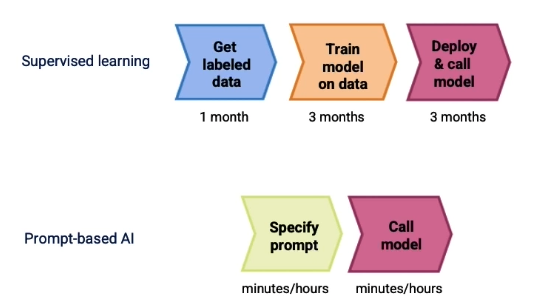 Supervised learning
Get
labeled
data
Train
model
on data
Deploy
& call
model
1 month
3 months
3 months
Prompt-based AI
Specify
prompt
Call
model
minutes/hours
minutes/hours